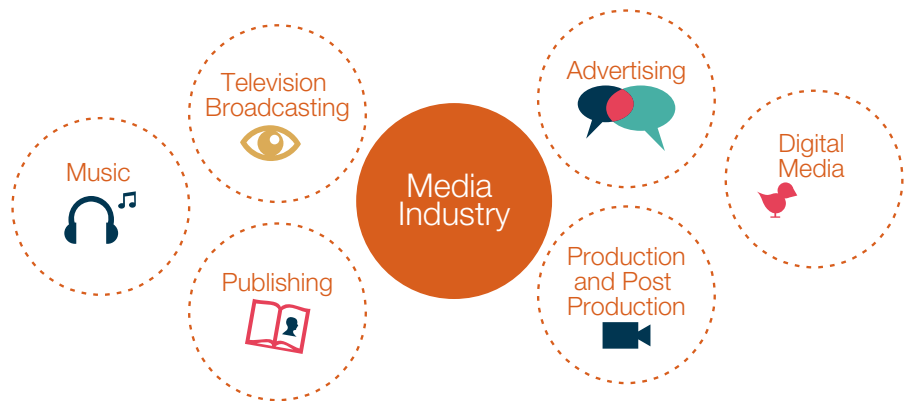 Music
Television
Broadcasting
Publishing
Media
Industry
Advertising
Production
and Post
Production
Digital
Media